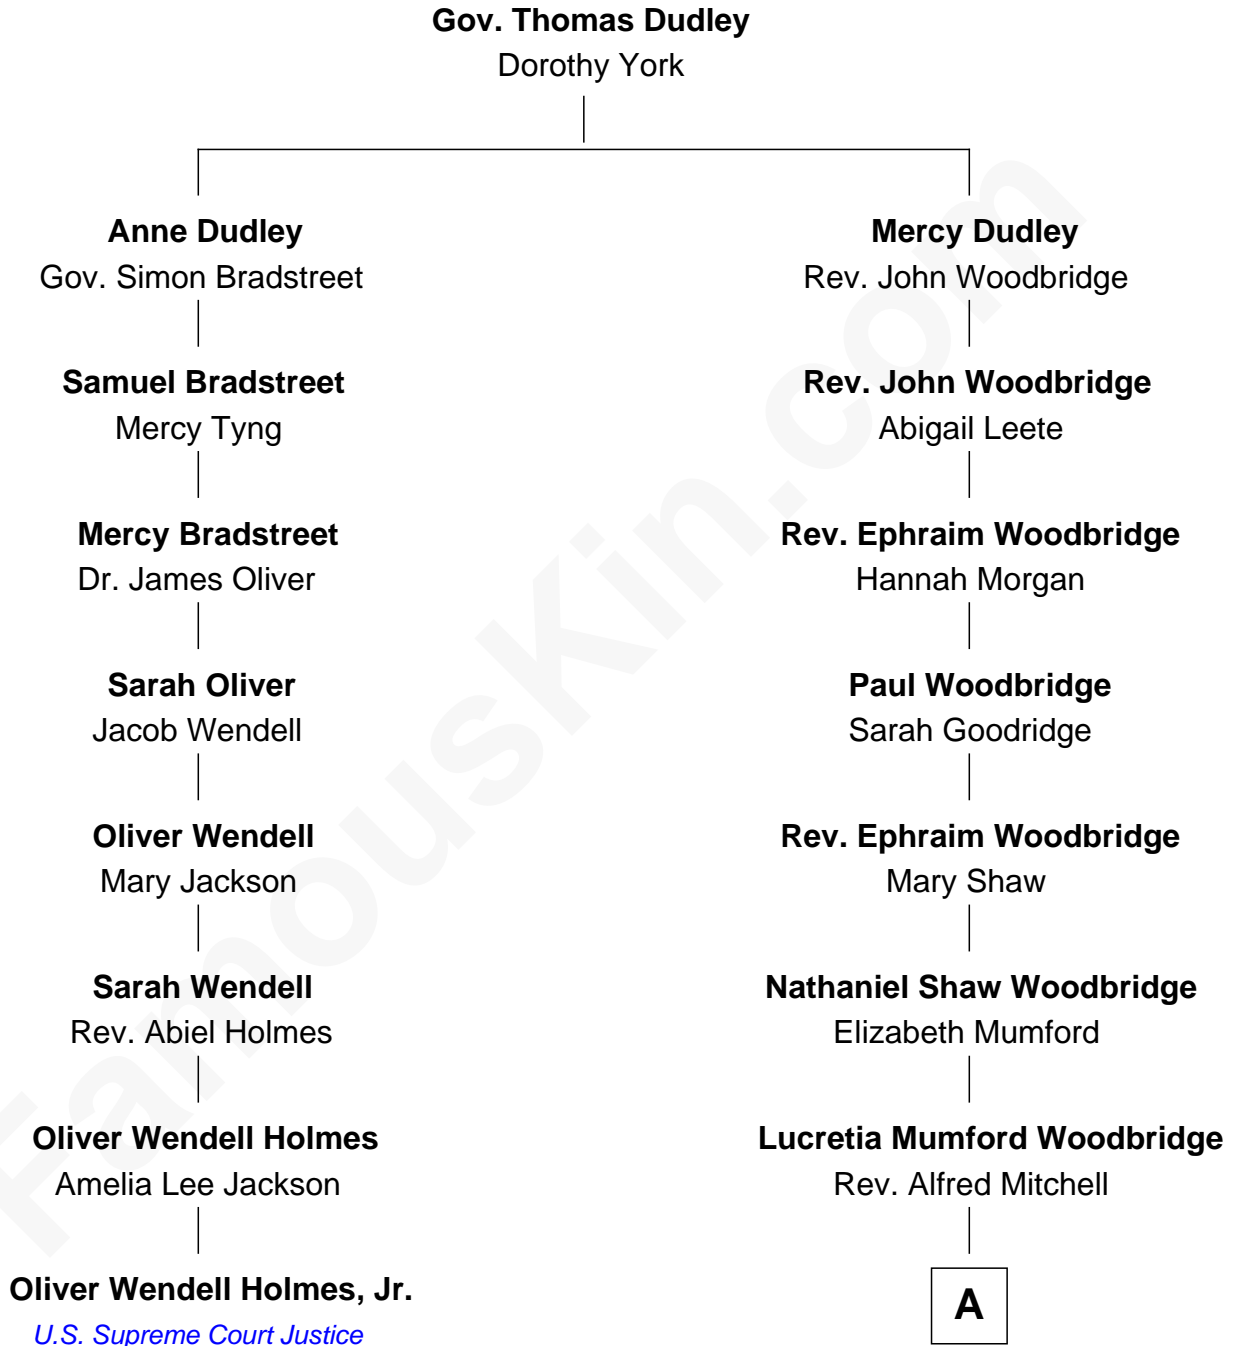 Gov. Thomas Dudley
Dorothy York
Anne Dudley
Gov. Simon Bradstreet
Mercy Dudley
Rev. John Woodbridge
Samuel Bradstreet
Mercy Tyng
Rev. John Woodbridge
Abigail Leete
Mercy Bradstreet
Dr. James Oliver
Rev. Ephraim Woodbridge
Hannah Morgan
Sarah Oliver
Jacob Wendell
Paul Woodbridge
Sarah Goodridge
Oliver Wendell
Mary Jackson
Rev. Ephraim Woodbridge
Mary Shaw
Sarah Wendell
Rev. Abiel Holmes
Nathaniel Shaw Woodbridge
Elizabeth Mumford
Oliver Wendell Holmes
Amelia Lee Jackson
Lucretia Mumford Woodbridge
Rev. Alfred Mitchell
Oliver Wendell Holmes, Jr.
U.S. Supreme Court Justice
A
FamousKin.com